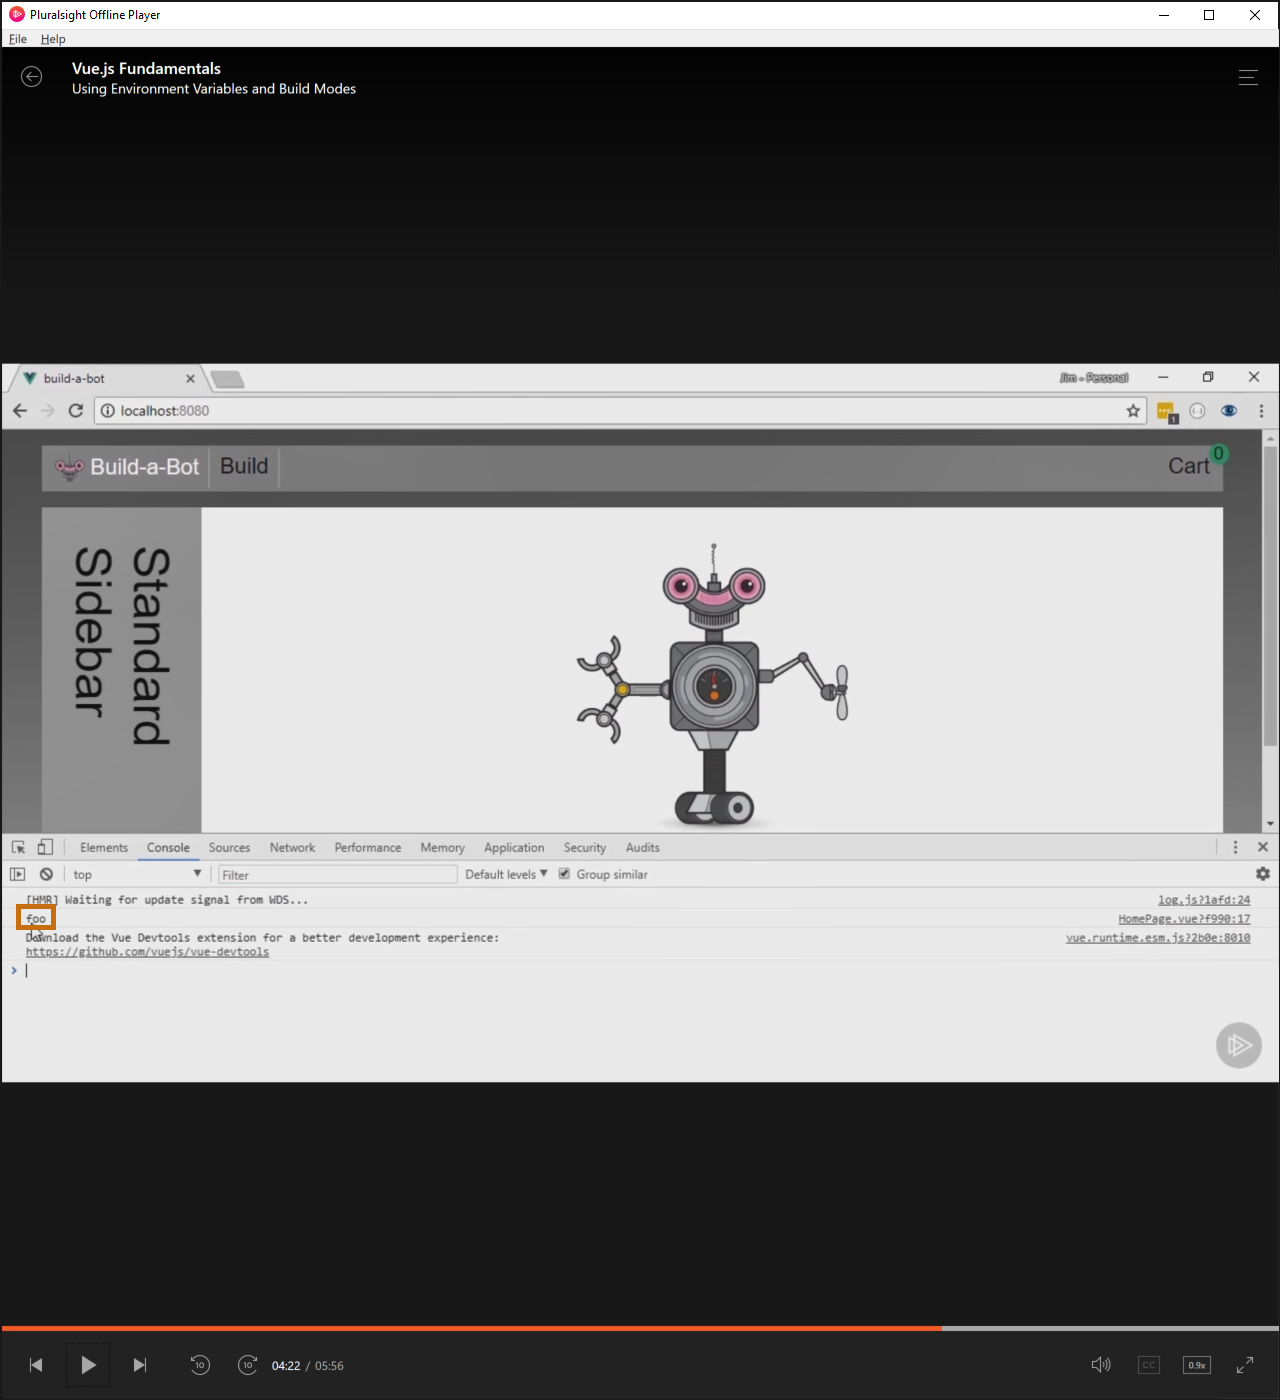 Pluralsight Offline Player
File Help
Vue.js Fundamentals
Using Environment Variables and Build Modes
build-a-bot
Jim - Personal
localhost:8080
1
Build-a-Bot Build Cart 0
Standard
Sidebar
Elements Console Sources Network Performance Memory Application Security Audits
top Filter Default levels Group similar
[HMR] Waiting for update signal from WDS... log.js?1afd:24
foo HomePage.vue?f990:17
Download the Vue Devtools extension for a better development experience: vue.runtime.esm.js?2b0e:8010
https://github.com/vuejs/vue-devtools
10 10 04:22 / 05:56 CC 0.9x